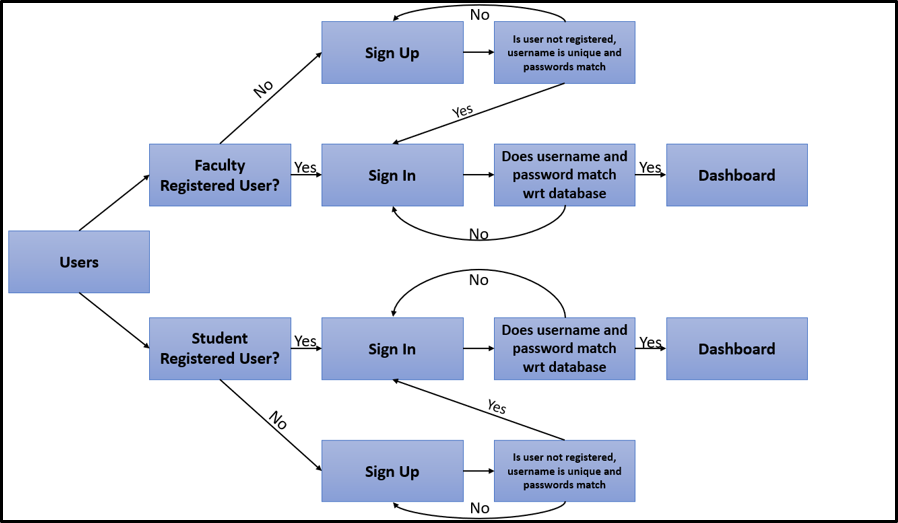 No
Sign Up
Is user not registered,
username is unique and
passwords match
No
Yes
Faculty
Registered User?
Yes
Sign In
Does username and
password match
wrt database
Yes
Dashboard
No
Users
No
Student
Registered User?
Yes
Sign In
Does username and
password match
wrt database
Yes
Dashboard
Yes
No
Sign Up
Is user not registered,
username is unique and
passwords match
No